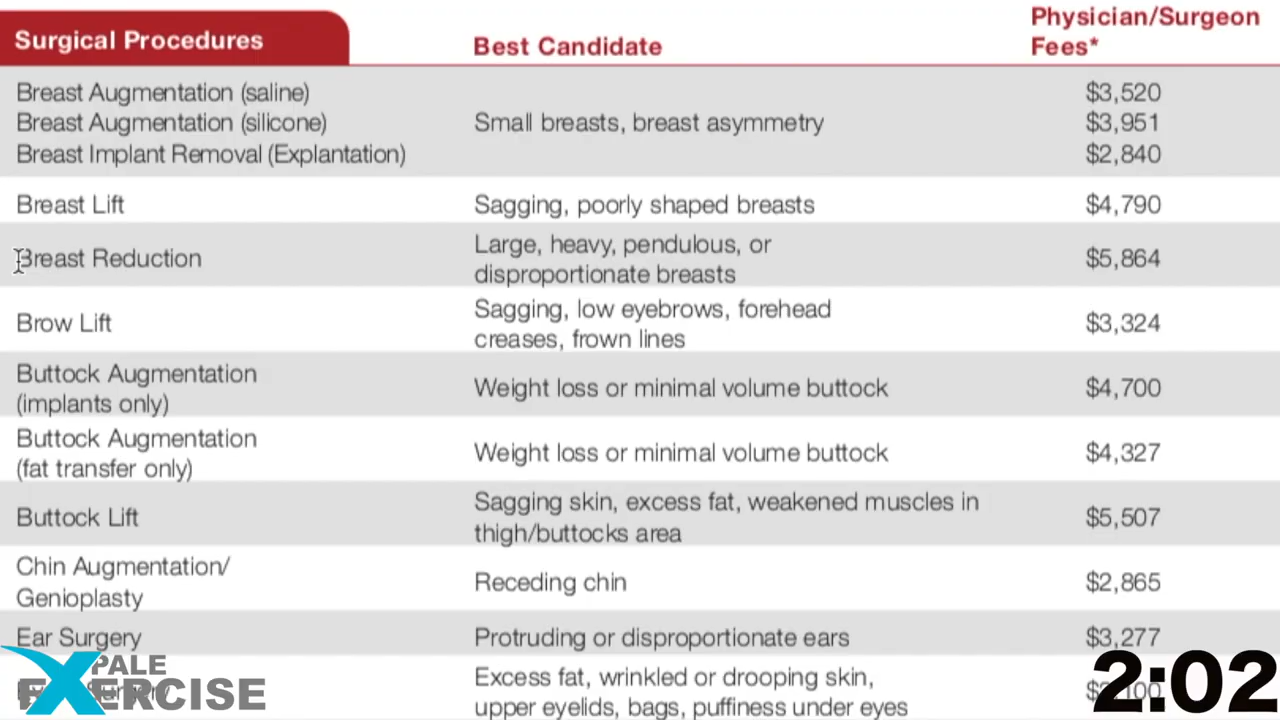 Surgical Procedures
Best Candidate
Physician/Surgeon
Fees*
Breast Augmentation (saline)
$3,520
Breast Augmentation (silicone)
Small breasts, breast asymmetry
$3,951
Breast Implant Removal (Explantation)
$2,840
Breast Lift
Sagging, poorly shaped breasts
$4,790
Breast Reduction
Large, heavy, pendulous, or
disproportionate breasts
$5,864
Brow Lift
Sagging, low eyebrows, forehead
creases, frown lines
$3,324
Buttock Augmentation
(implants only)
Weight loss or minimal volume buttock
$4,700
Buttock Augmentation
(fat transfer only)
Weight loss or minimal volume buttock
$4,327
Buttock Lift
Sagging skin, excess fat, weakened muscles in
thigh/buttocks area
$5,507
Chin Augmentation/
Genioplasty
Receding chin
$2,865
Ear Surgery
Protruding or disproportionate ears
$3,277
Excess fat, wrinkled or drooping skin,
upper eyelids, bags, puffiness under eyes
XPALE
EXERCISE
2:02